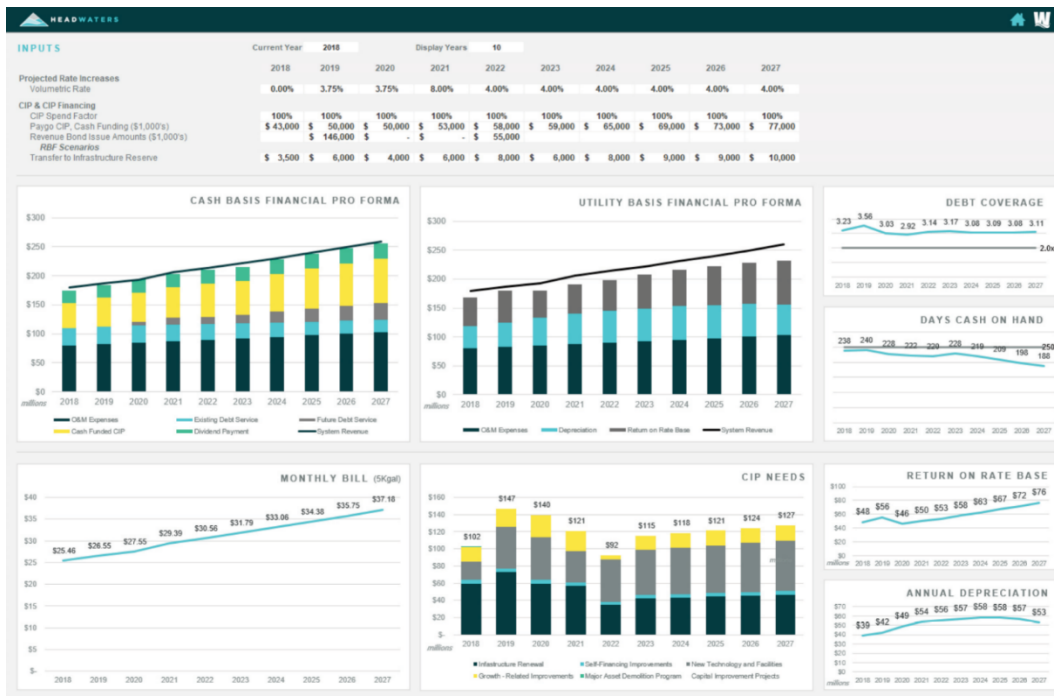 HEADWATERS
INPUTS
Current Year 2018 Display Years 10
2018 2019 2020 2021 2022 2023 2024 2025 2026 2027
Projected Rate Increases
Volumetric Rate 0.00% 3.75% 3.75% 8.00% 4.00% 4.00% 4.00% 4.00% 4.00% 4.00%
CIP & CIP Financing
CIP Spend Factor 100% 100% 100% 100% 100% 100% 100% 100% 100% 100%
Paygo CIP, Cash Funding ($1,000's) $ 43,000 $ 50,000 $ 50,000 $ 53,000 $ 58,000 $ 59,000 $ 65,000 $ 69,000 $ 73,000 $ 77,000
Revenue Bond Issue Amounts ($1,000's) $ 146,000 $ - $ - $ 55,000
RBF Scenarios
Transfer to Infrastructure Reserve $ 3,500 $ 6,000 $ 4,000 $ 6,000 $ 8,000 $ 6,000 $ 8,000 $ 9,000 $ 9,000 $ 10,000
CASH BASIS FINANCIAL PRO FORMA
$300
$250
$200
$150
$100
$50
$0
millions
2018 2019 2020 2021 2022 2023 2024 2025 2026 2027
O&M Expenses Existing Debt Service Future Debt Service
Cash Funded CIP Dividend Payment System Revenue
UTILITY BASIS FINANCIAL PRO FORMA
$300
$250
$200
$150
$100
$50
$0
millions
2018 2019 2020 2021 2022 2023 2024 2025 2026 2027
O&M Expenses Depreciation Return on Rate Base System Revenue
DEBT COVERAGE
3.23 3.56 3.03 2.92 3.14 3.17 3.08 3.09 3.08 3.11
2.0x
2018 2019 2020 2021 2022 2023 2024 2025 2026 2027
DAYS CASH ON HAND
238 240 228 222 228 228 219 209 198 188
250
2018 2019 2020 2021 2022 2023 2024 2025 2026 2027
MONTHLY BILL (5Kgal)
$40
$35
$30
$25
$20
$15
$10
$5
$-
$25.46 $26.55 $27.55 $29.39 $30.56 $31.79 $33.06 $34.38 $35.75 $37.18
2018 2019 2020 2021 2022 2023 2024 2025 2026 2027
CIP NEEDS
$160
$140
$120
$100
$80
$60
$40
$20
$-
millions
$102 $147 $140 $121 $92 $115 $118 $121 $124 $127
2018 2019 2020 2021 2022 2023 2024 2025 2026 2027
Infrastructure Renewal Self-Financing Improvements New Technology and Facilities
Growth - Related Improvements Major Asset Demolition Program Capital Improvement Projects
RETURN ON RATE BASE
$100
$80
$60
$40
$20
$0
millions
$48 $56 $46 $50 $53 $58 $63 $67 $72 $76
2018 2019 2020 2021 2022 2023 2024 2025 2026 2027
ANNUAL DEPRECIATION
$70
$60
$50
$40
$30
$20
$10
$0
millions
$39 $42 $49 $54 $56 $57 $58 $58 $57 $53
2018 2019 2020 2021 2022 2023 2024 2025 2026 2027